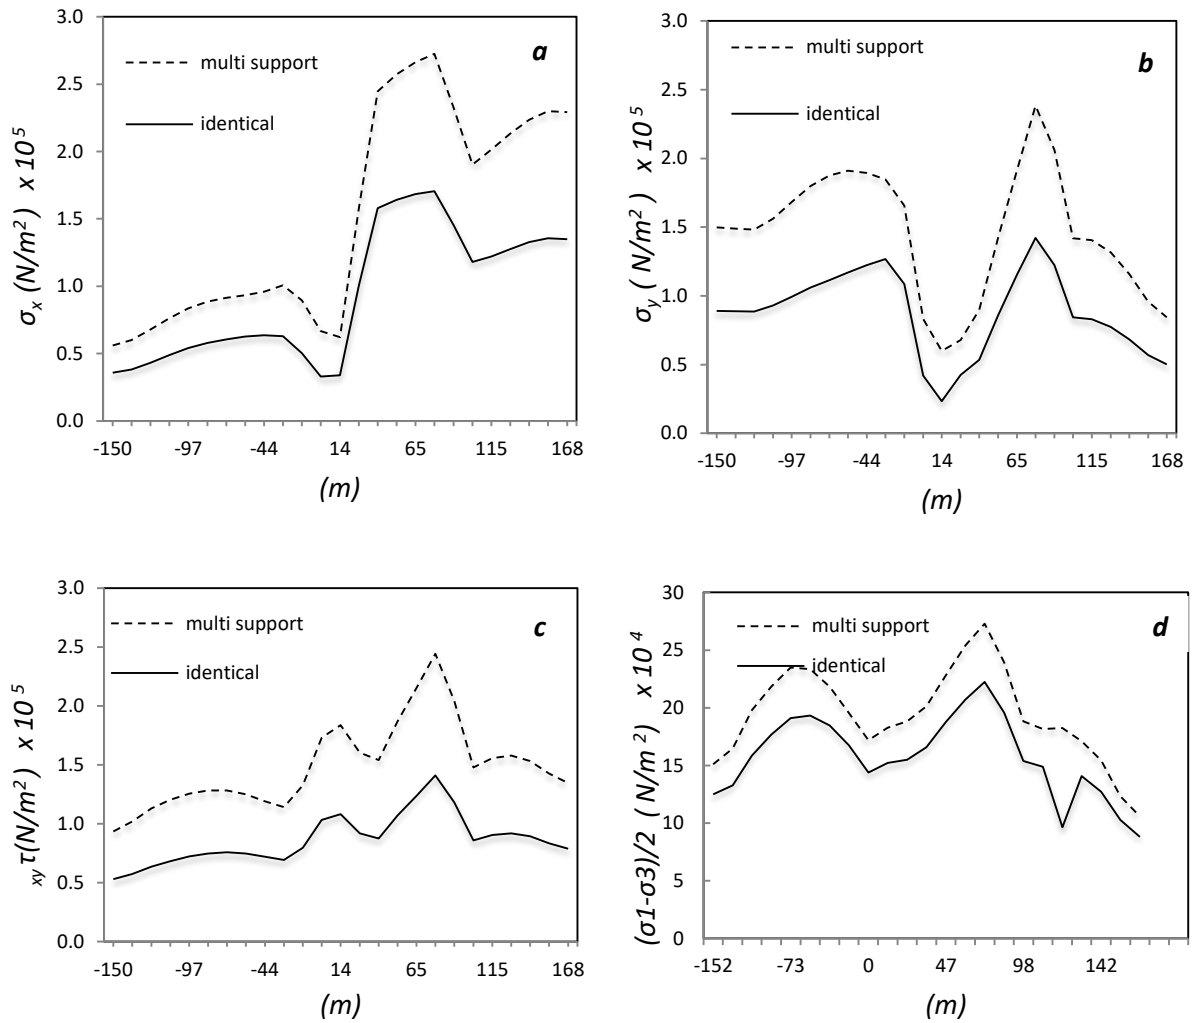 3.0
2.5
2.0
1.5
1.0
0.5
0.0
σx (N/m2) x 10 5
multi support
identical
a
-150 -97 -44 14 65 115 168
(m)
3.0
2.5
2.0
1.5
1.0
0.5
0.0
σy ( N/m2 ) x 10 5
multi support
identical
b
-150 -97 -44 14 65 115 168
(m)
3.0
2.5
2.0
1.5
1.0
0.5
0.0
xy τ(N/m2) x 10 5
multi support
identical
c
-150 -97 -44 14 65 115 168
(m)
30
25
20
15
10
5
0
(σ1-σ3)/2 ( N/m 2) x 10 4
multi support
identical
d
-152 -73 0 47 98 142
(m)